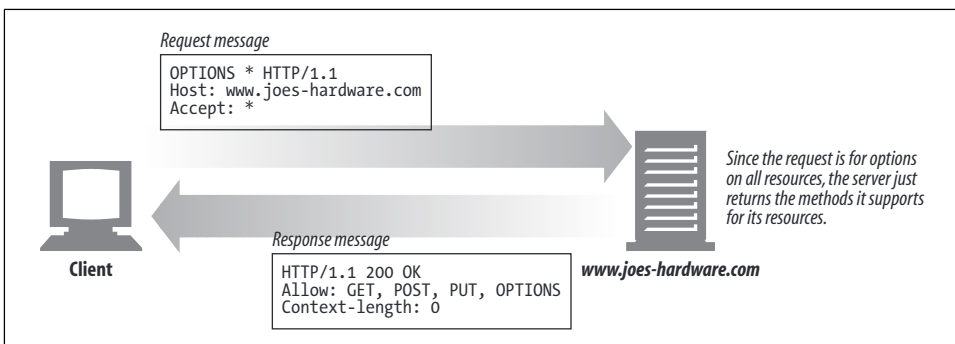 Request message
OPTIONS * HTTP/1.1
Host: www.joes-hardware.com
Accept: *
Since the request is for options
on all resources, the server just
returns the methods it supports
for its resources.
Client
www.joes-hardware.com
Response message
HTTP/1.1 200 OK
Allow: GET, POST, PUT, OPTIONS
Context-length: 0